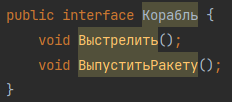 public interface Корабль {
    void Выстрелить();
    void ВыпуститьРакету();
}